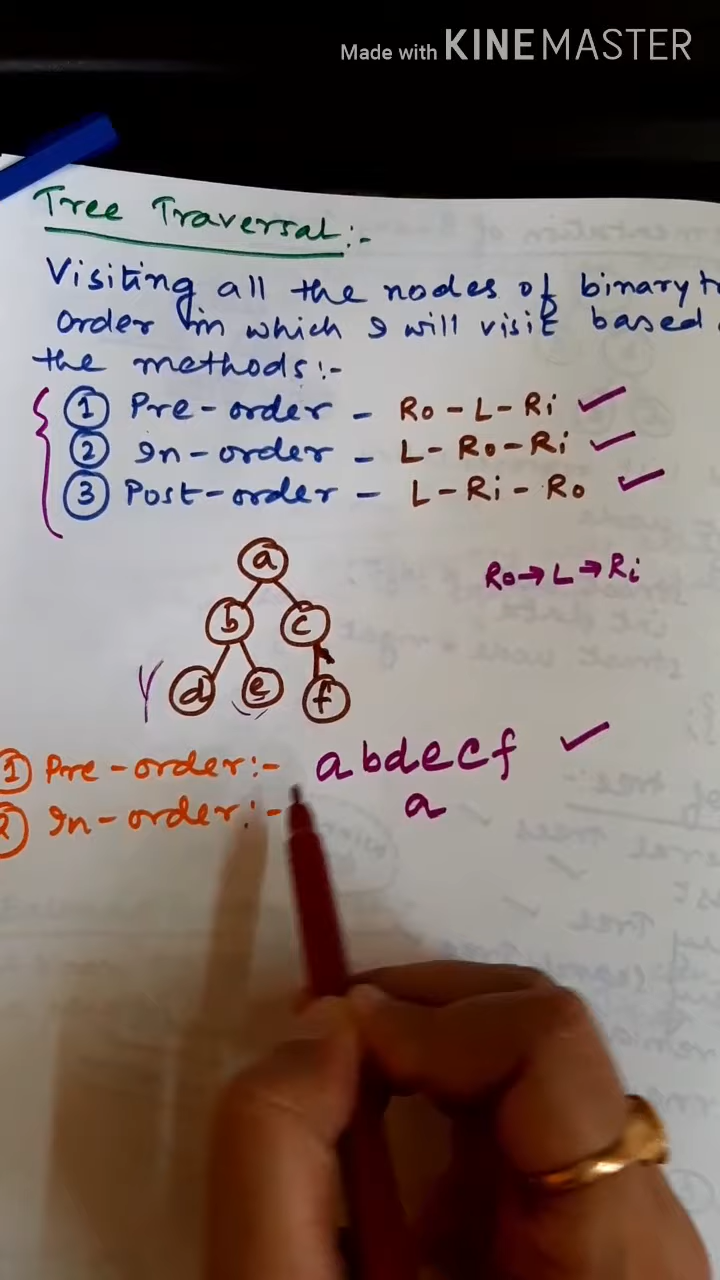 Made with KINEMASTER
Tree Traversal:-
Visiting all the nodes of binary
order in which I will visit based
the methods:-
① Pre-order - Ro-L-Ri ✓
② In-order - L-Ro-Ri ✓
③ Post-order - L-Ri-Ro ✓
a
Ro→L→Ri
b c
d e f
① Pre-order:- abdecf ✓
② In-order:- a